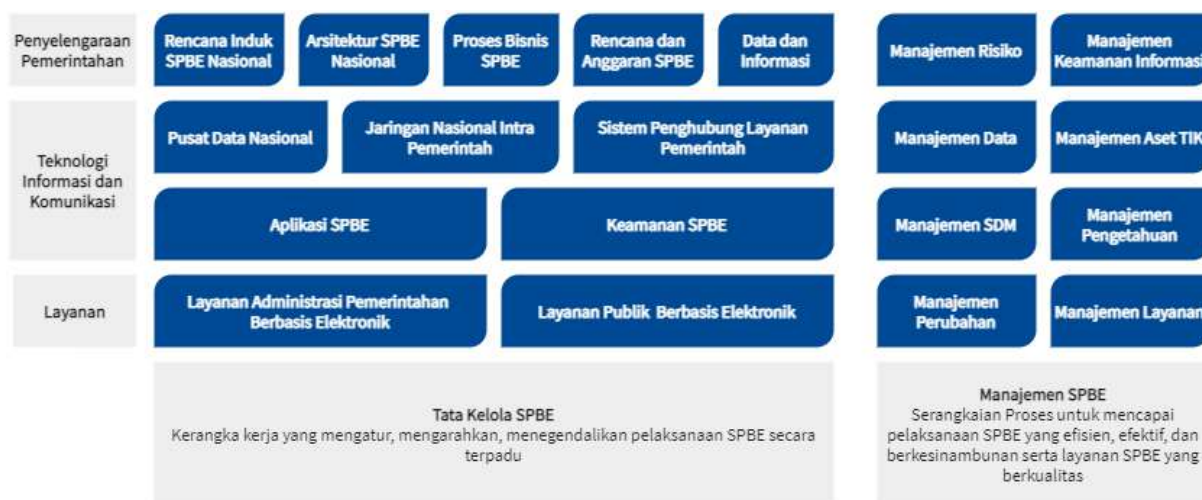 Penyelengaraan
Pemerintahan
Rencana Induk
SPBE Nasional
Arsitektur SPBE
Nasional
Proses Bisnis
SPBE
Rencana dan
Anggaran SPBE
Data dan
Informasi
Manajemen Risiko
Manajemen
Keamanan Informasi
Teknologi
Informasi dan
Komunikasi
Pusat Data Nasional
Jaringan Nasional Intra
Pemerintah
Sistem Penghubung Layanan
Pemerintah
Manajemen Data
Manajemen Aset TIK
Aplikasi SPBE
Keamanan SPBE
Manajemen SDM
Manajemen
Pengetahuan
Layanan
Layanan Administrasi Pemerintahan
Berbasis Elektronik
Layanan Publik Berbasis Elektronik
Manajemen
Perubahan
Manajemen Layanan
Tata Kelola SPBE
Kerangka kerja yang mengatur, mengarahkan, menegendalikan pelaksanaan SPBE secara
terpadu
Manajemen SPBE
Serangkaian Proses untuk mencapai
pelaksanaan SPBE yang efisien, efektif, dan
berkesinambunan serta layanan SPBE yang
berkualitas